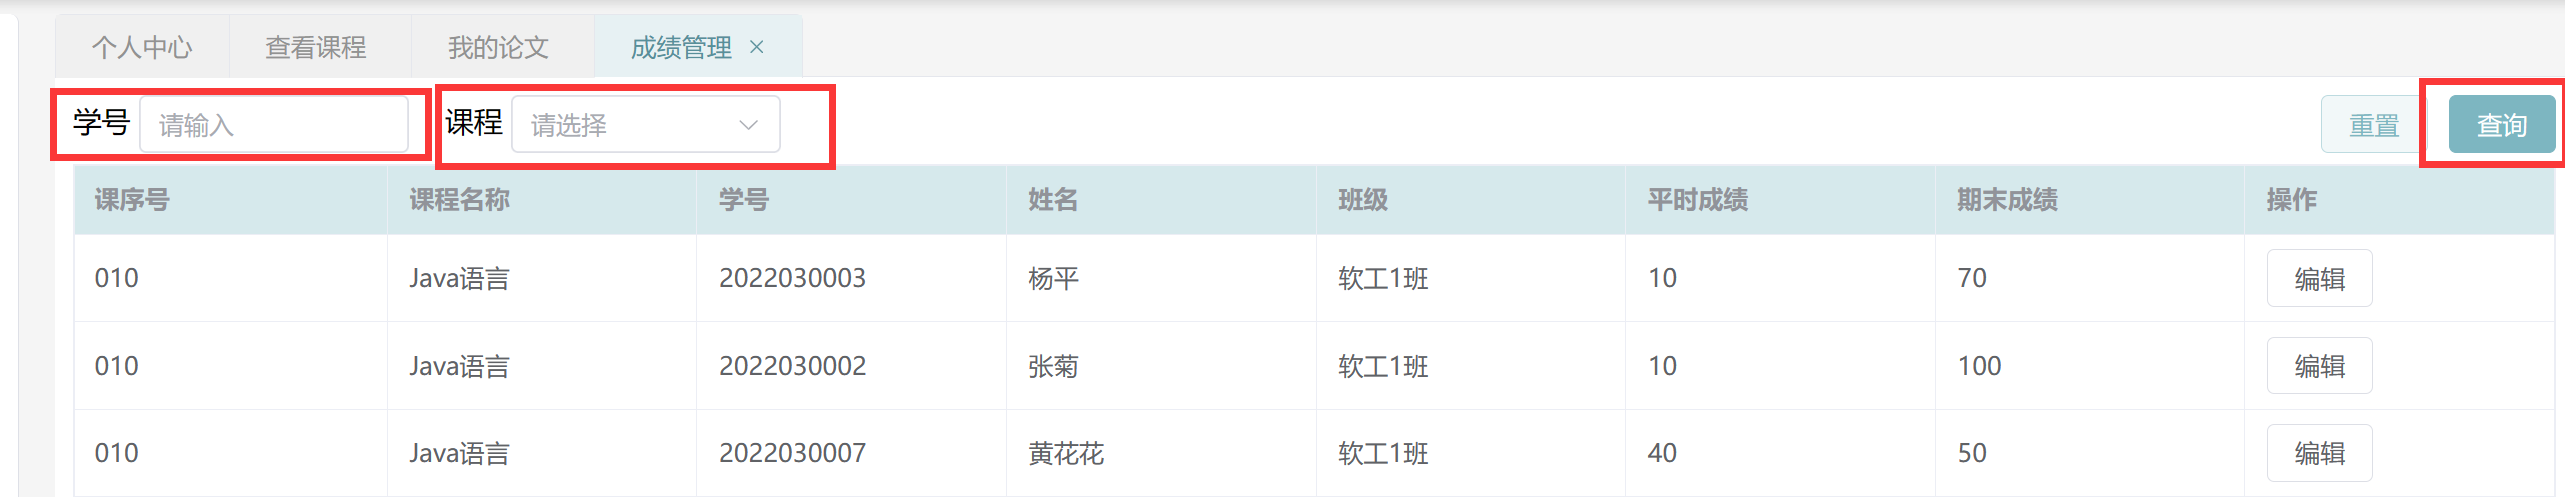 个人中心 查看课程 我的论文 成绩管理 ×
学号 请输入 课程 请选择 重置 查询
课序号 课程名称 学号 姓名 班级 平时成绩 期末成绩 操作
010 Java语言 2022030003 杨平 软工1班 10 70 编辑
010 Java语言 2022030002 张菊 软工1班 10 100 编辑
010 Java语言 2022030007 黄花花 软工1班 40 50 编辑